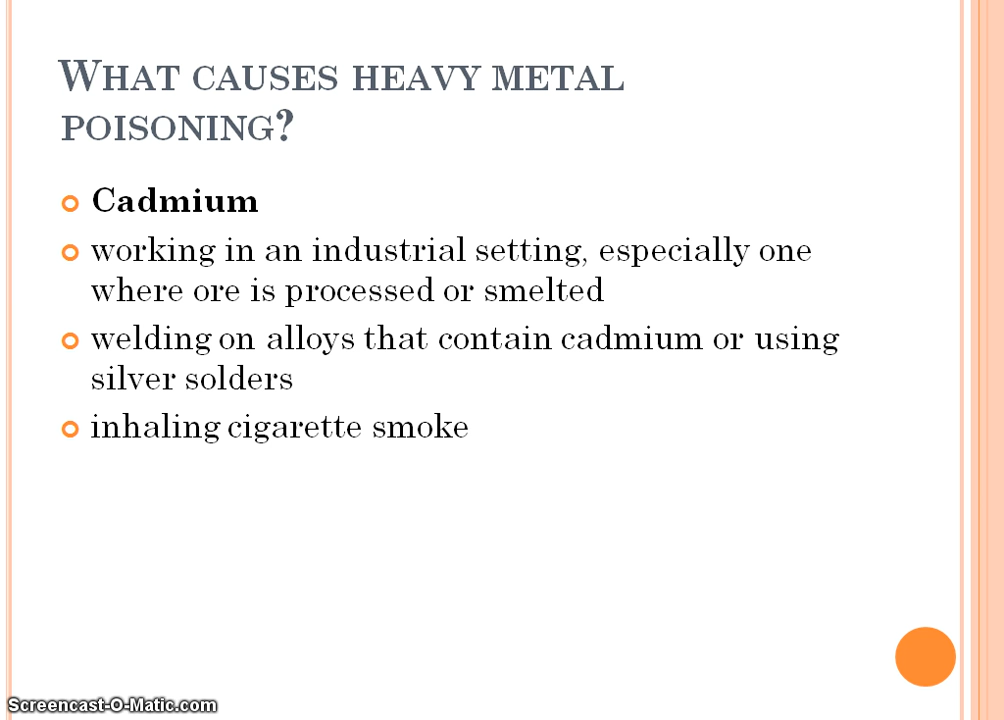 What causes heavy metal
poisoning?
Cadmium
working in an industrial setting, especially one
where ore is processed or smelted
welding on alloys that contain cadmium or using
silver solders
inhaling cigarette smoke
Screencast-O-Matic.com